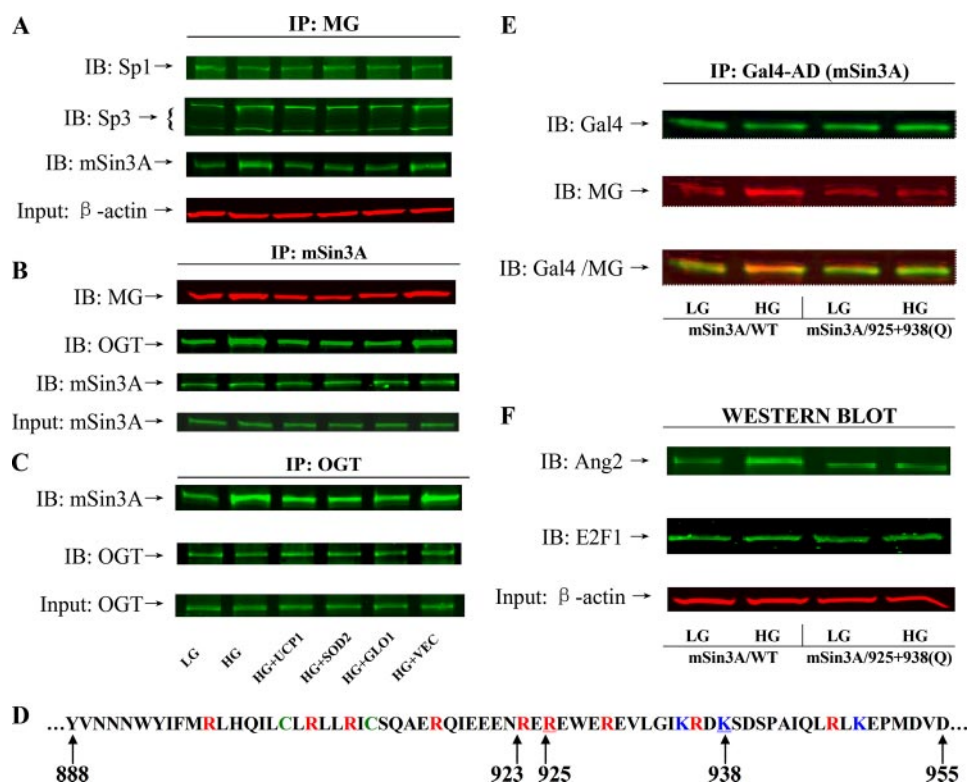 A
IP: MG
IB: Sp1→
IB: Sp3→{
IB: mSin3A→
Input: β-actin→
B
IP: mSin3A
IB: MG→
IB: OGT→
IB: mSin3A→
Input: mSin3A→
C
IP: OGT
IB: mSin3A→
IB: OGT→
Input: OGT→
LG HG HG+UCP1 HG+SOD2 HG+GLO1 HG+VEC
E
IP: Gal4-AD (mSin3A)
IB: Gal4 →
IB: MG →
IB: Gal4 /MG →
LG HG LG HG
mSin3A/WT mSin3A/925+938(Q)
F
WESTERN BLOT
IB: Ang2 →
IB: E2F1 →
Input: β-actin →
LG HG LG HG
mSin3A/WT mSin3A/925+938(Q)
D
...YVNNNWYIFMRLHQILCLRLLRICSQAERQIEEENREREWEREVLGIKRDKSDSPAIQLRLKEPMDVD...
888 923 925 938 955